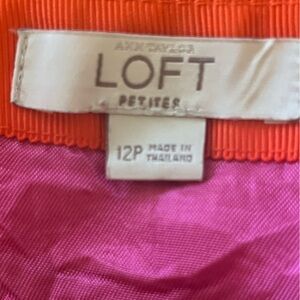 ANN TAYLOR
LOFT
PETITES
12P MADE IN
THAILAND